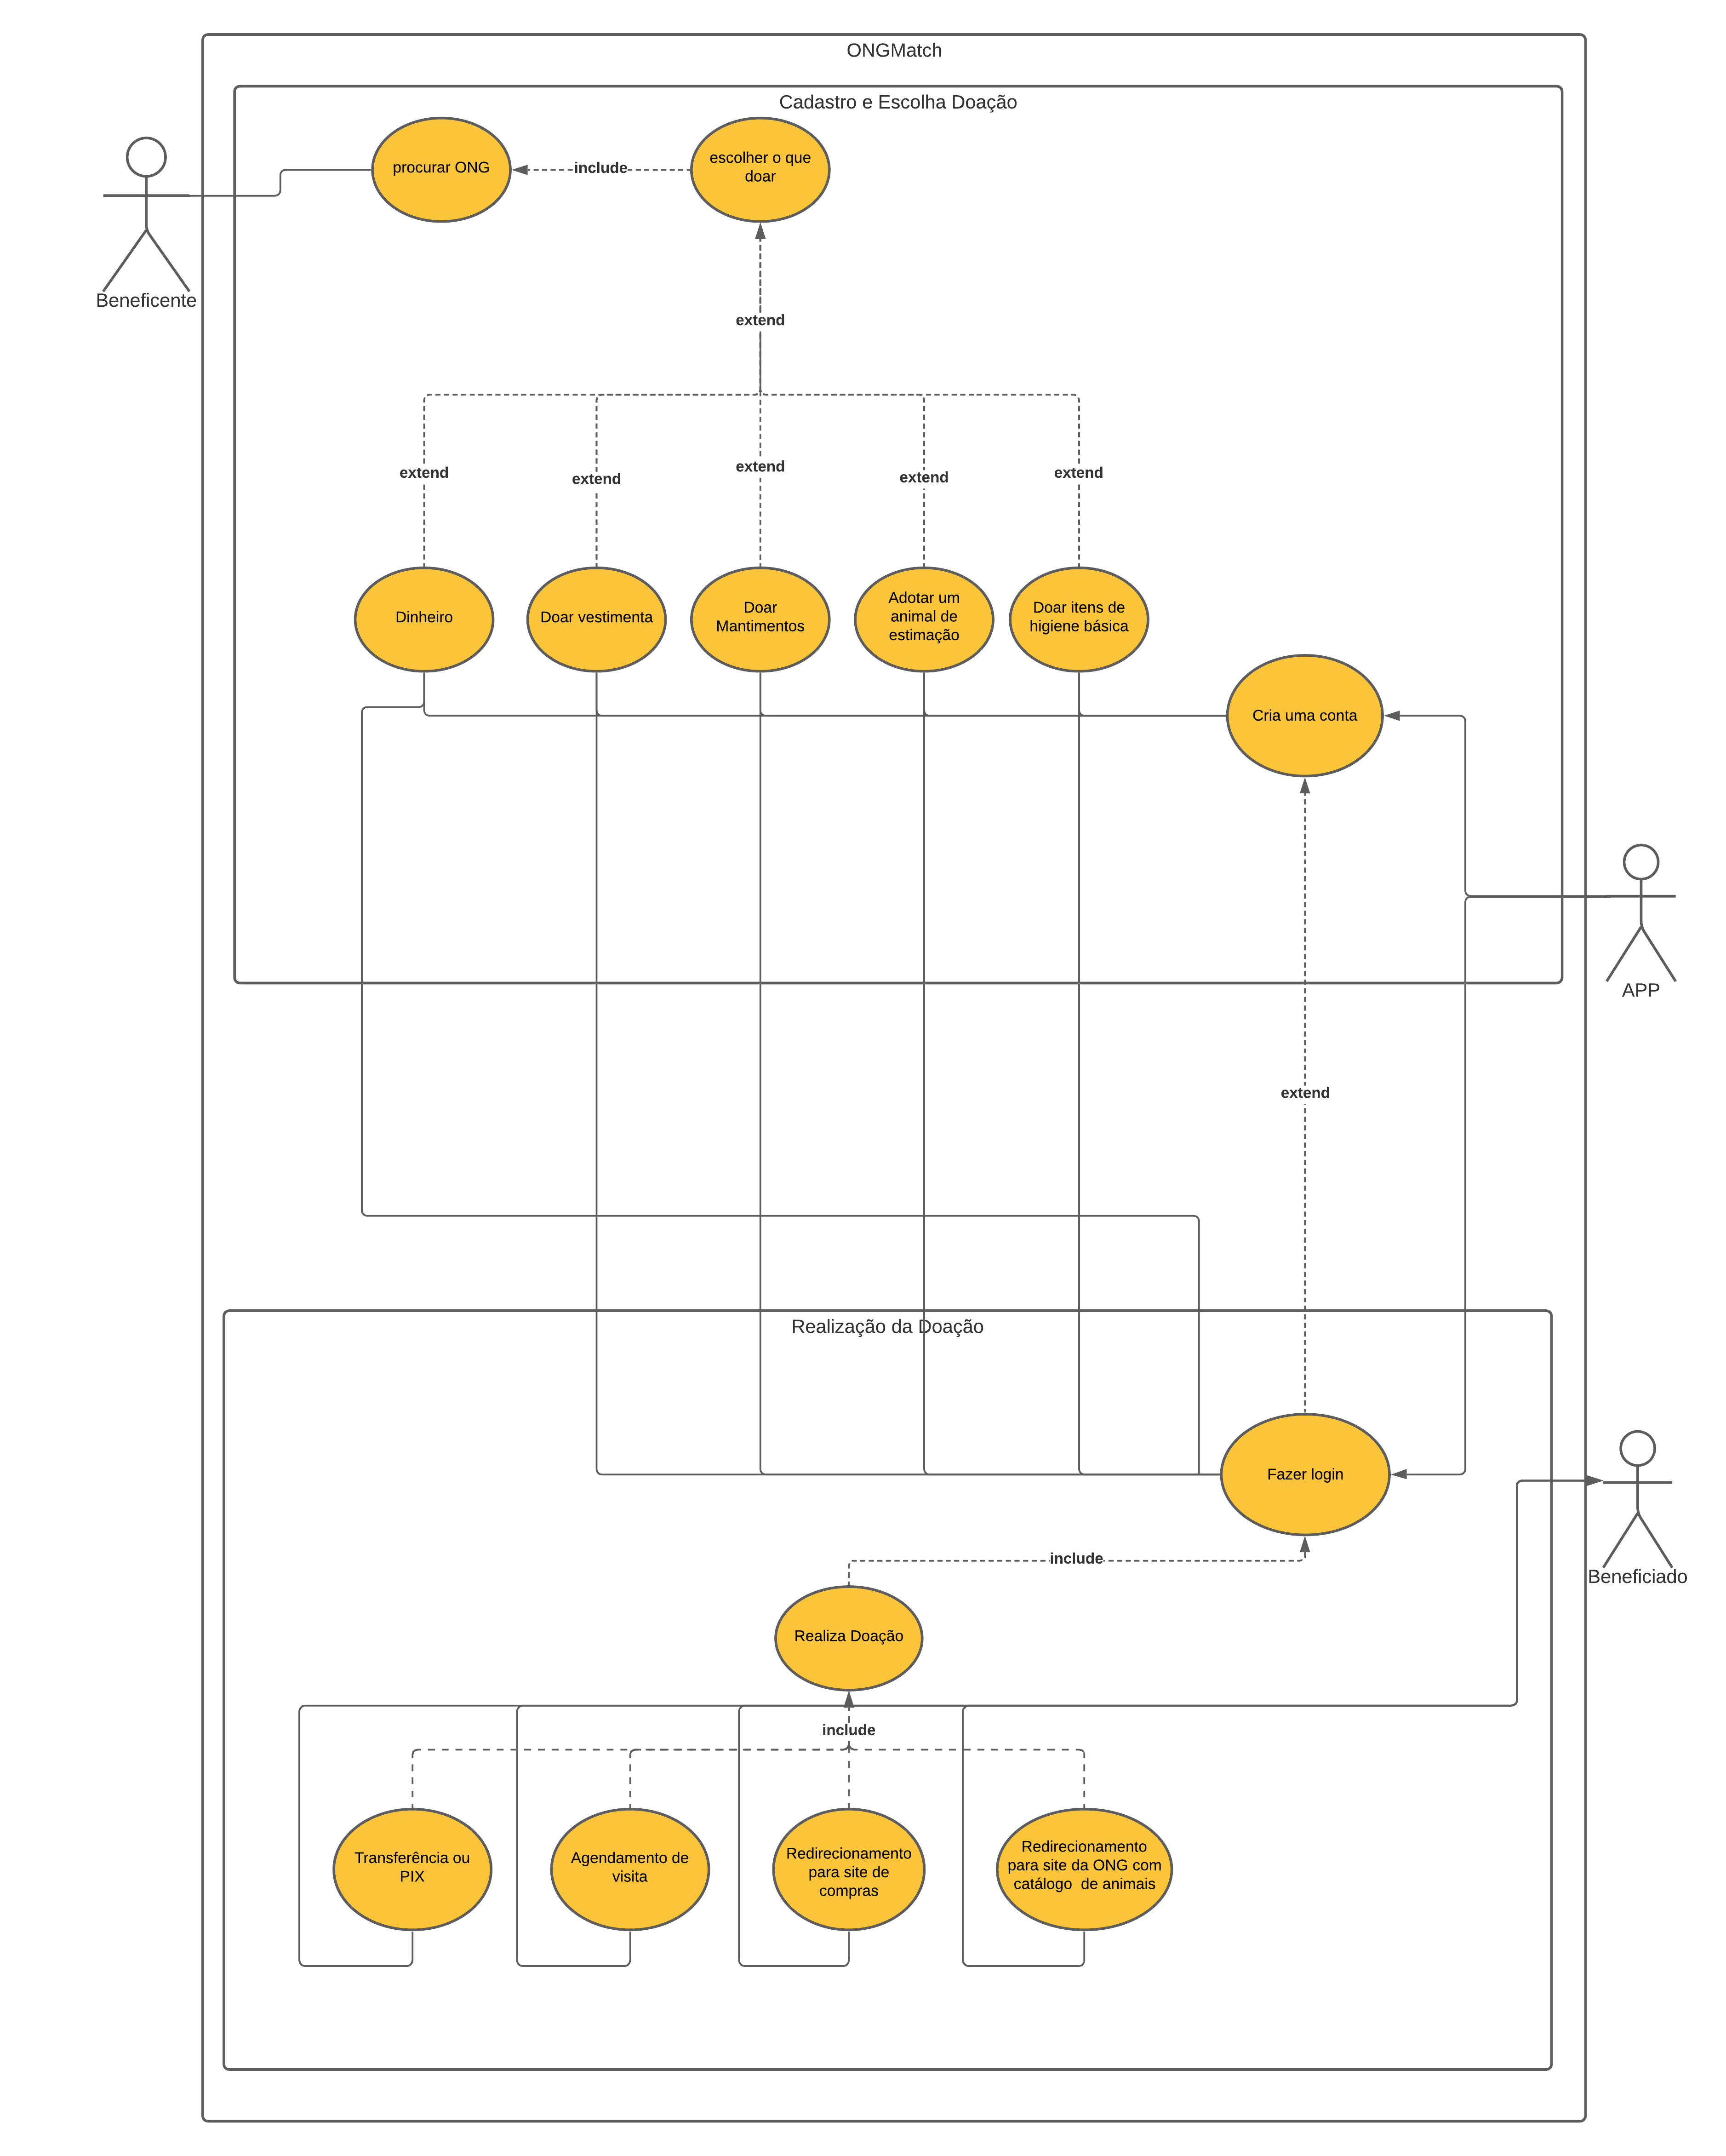 ONGMatch
Cadastro e Escolha Doação
procurar ONG
include
escolher o que
doar
Beneficente
extend
extend
extend
extend
extend
extend
Dinheiro
Doar vestimenta
Doar
Mantimentos
Adotar um
animal de
estimação
Doar itens de
higiene básica
Cria uma conta
APP
extend
Realização da Doação
Fazer login
include
Beneficiado
Realiza Doação
include
Transferência ou
PIX
Agendamento de
visita
Redirecionamento
para site de
compras
Redirecionamento
para site da ONG com
catálogo  de animais